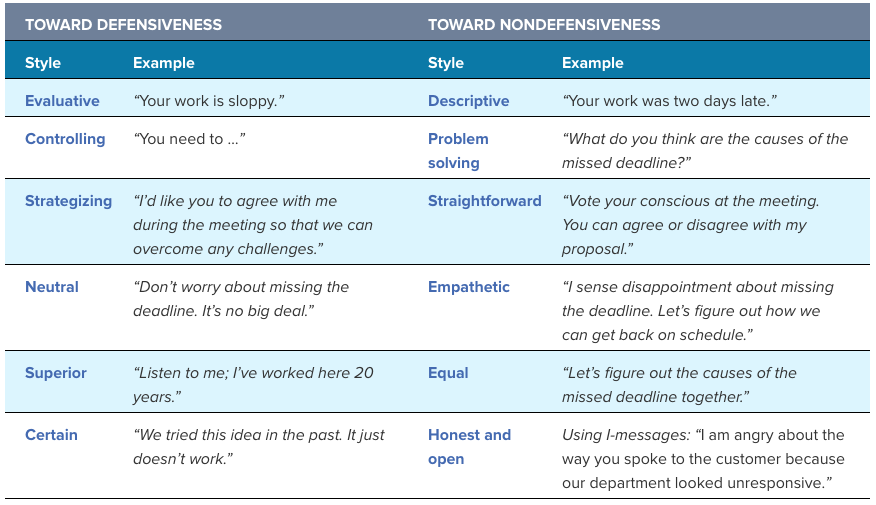 TOWARD DEFENSIVENESS TOWARD NONDEFENSIVENESS
Style Example Style Example
Evaluative “Your work is sloppy.” Descriptive “Your work was two days late.”
Controlling “You need to …” Problem “What do you think are the causes of the
solving missed deadline?”
Strategizing “I’d like you to agree with me Straightforward “Vote your conscious at the meeting.
during the meeting so that we can You can agree or disagree with my
overcome any challenges.” proposal.”
Neutral “Don’t worry about missing the Empathetic “I sense disappointment about missing
deadline. It’s no big deal.” the deadline. Let’s figure out how we
can get back on schedule.”
Superior “Listen to me; I’ve worked here 20 Equal “Let’s figure out the causes of the
years.” missed deadline together.”
Certain “We tried this idea in the past. It just Honest and Using I-messages: “I am angry about the
doesn’t work.” open way you spoke to the customer because
our department looked unresponsive.”